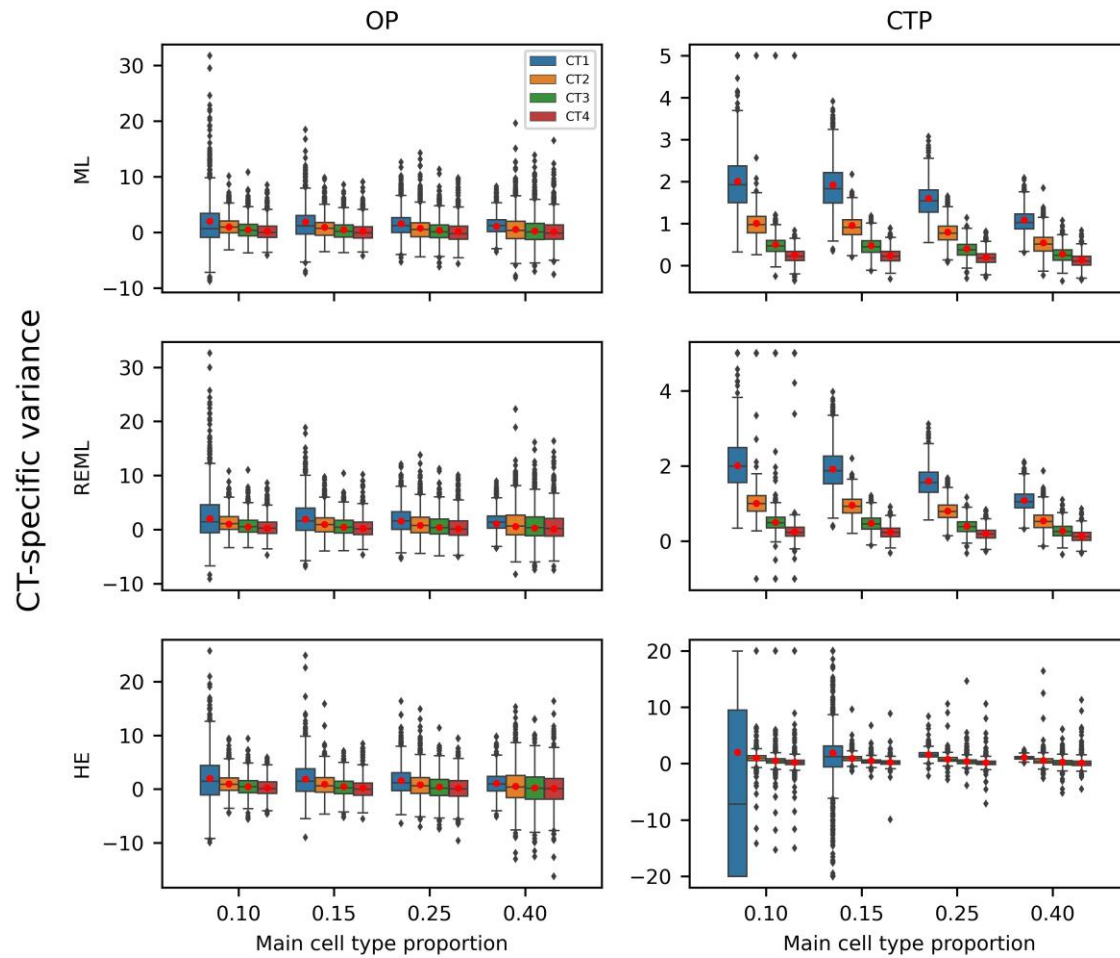 OP
CTP
CT-specific variance
ML
30
20
10
0
−10
CT1
CT2
CT3
CT4
5
4
3
2
1
0
REML
30
20
10
0
−10
4
2
0
HE
20
10
0
−10
20
10
0
−10
−20
0.10 0.15 0.25 0.40
Main cell type proportion
0.10 0.15 0.25 0.40
Main cell type proportion